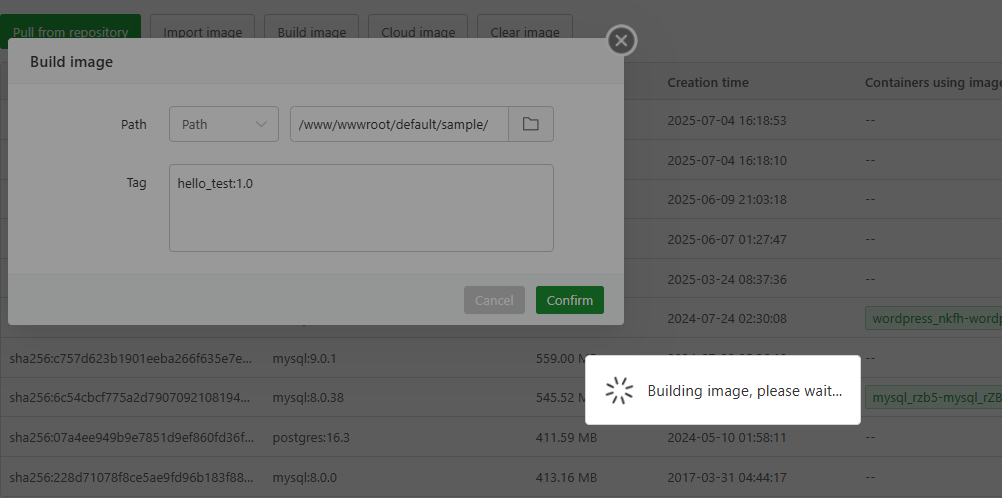 Pull from repository Import image Build image Cloud image Clear image
Build image
Creation time Containers using image
Path Path /www/wwwroot/default/sample/
2025-07-04 16:18:53 --
2025-07-04 16:18:10 --
Tag hello_test:1.0
2025-06-09 21:03:18 --
2025-06-07 01:27:47 --
2025-03-24 08:37:36 --
Cancel Confirm
2024-07-24 02:30:08 wordpress_nkfh-wordp
sha256:c757d623b1901eeba266f635e7e... mysql:9.0.1 559.00 MB --
sha256:6c54cbcf775a2d7907092108194... mysql:8.0.38 545.52 mysql_rzb5-mysql_rZB
Building image, please wait...
sha256:07a4ee949b9e7851d9ef860fd36f... postgres:16.3 411.59 MB 2024-05-10 01:58:11 --
sha256:228d71078f8ce5ae9fd96b183f88... mysql:8.0.0 413.16 MB 2017-03-31 04:44:17 --